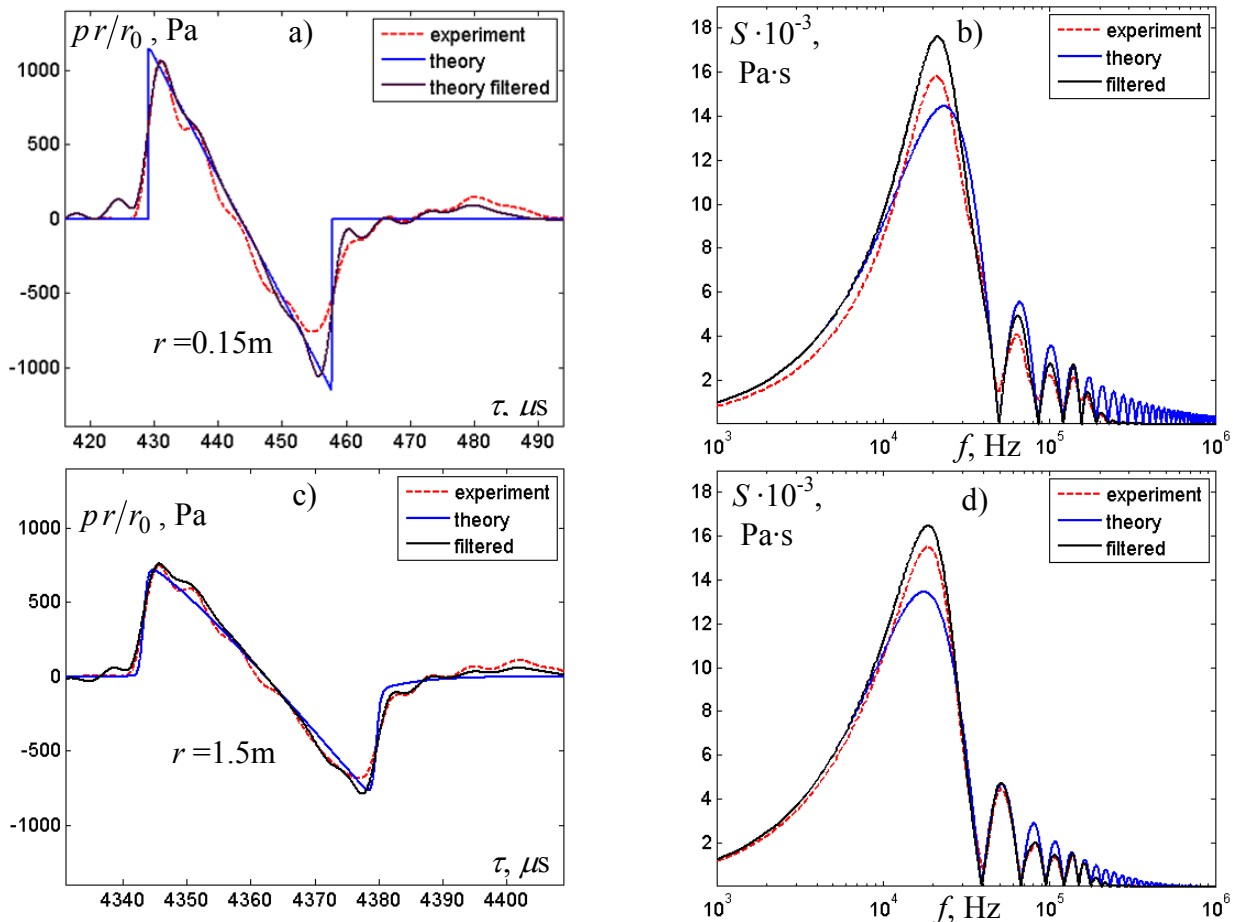 pr/r₀ , Pa
a)
experiment
theory
theory filtered
1000
500
0
-500
-1000
r =0.15m
τ, μs
420 430 440 450 460 470 480 490
S·10⁻³,
Pa·s
b)
experiment
theory
filtered
18
16
14
12
10
8
6
4
2
10³ 10⁴ 10⁵ 10⁶
f, Hz
pr/r₀ , Pa
c)
experiment
theory
filtered
1000
500
0
-500
-1000
r =1.5m
τ, μs
4340 4350 4360 4370 4380 4390 4400
S·10⁻³,
Pa·s
d)
experiment
theory
filtered
18
16
14
12
10
8
6
4
2
10³ 10⁴ 10⁵ 10⁶
f, Hz